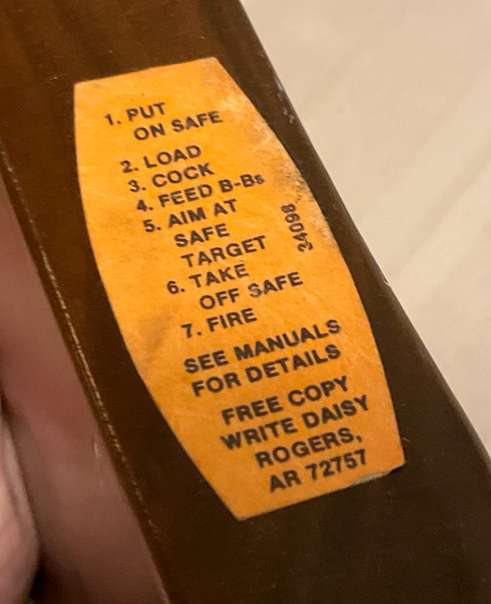 1. PUT
ON SAFE
2. LOAD
3. COCK
4. FEED B-Bs
5. AIM AT
SAFE
TARGET
6. TAKE
OFF SAFE
7. FIRE
34098
SEE MANUALS
FOR DETAILS
FREE COPY
WRITE DAISY
ROGERS,
AR 72757